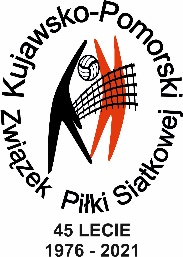 Kujawsko-Pomorski
Związek Piłki Siatkowej
45 LECIE
1976 - 2021